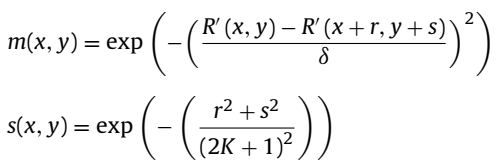 m(x, y) = exp(−((R′(x, y) − R′(x + r, y + s))/δ)²)
s(x, y) = exp(−((r² + s²)/(2K + 1)²))